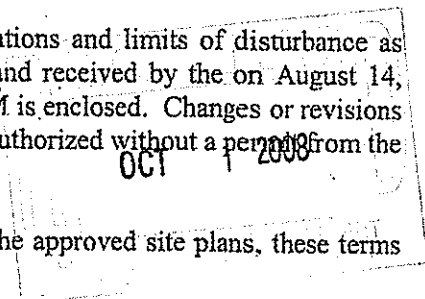 ations and limits of disturbance as
and received by the on August 14,
M is enclosed. Changes or revisions
uthorized without a permit from the
OCT 1 2008
he approved site plans, these terms